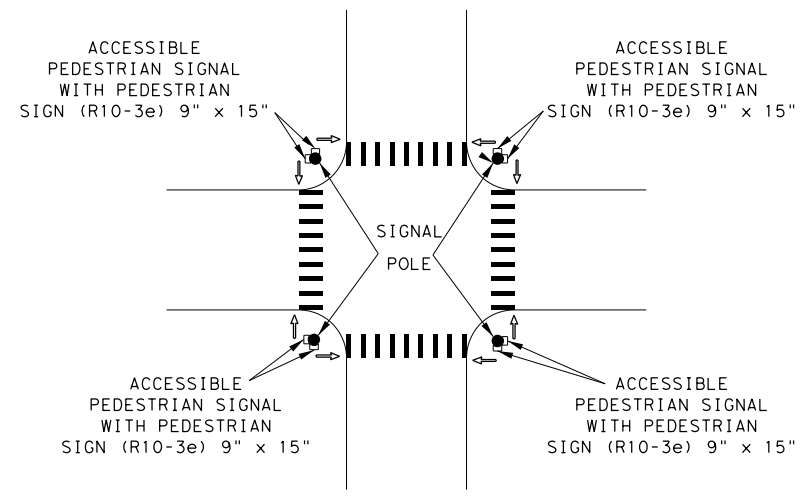 ACCESSIBLE
PEDESTRIAN SIGNAL
WITH PEDESTRIAN
SIGN (R10-3e) 9" x 15"
ACCESSIBLE
PEDESTRIAN SIGNAL
WITH PEDESTRIAN
SIGN (R10-3e) 9" x 15"
SIGNAL
POLE
ACCESSIBLE
PEDESTRIAN SIGNAL
WITH PEDESTRIAN
SIGN (R10-3e) 9" x 15"
ACCESSIBLE
PEDESTRIAN SIGNAL
WITH PEDESTRIAN
SIGN (R10-3e) 9" x 15"